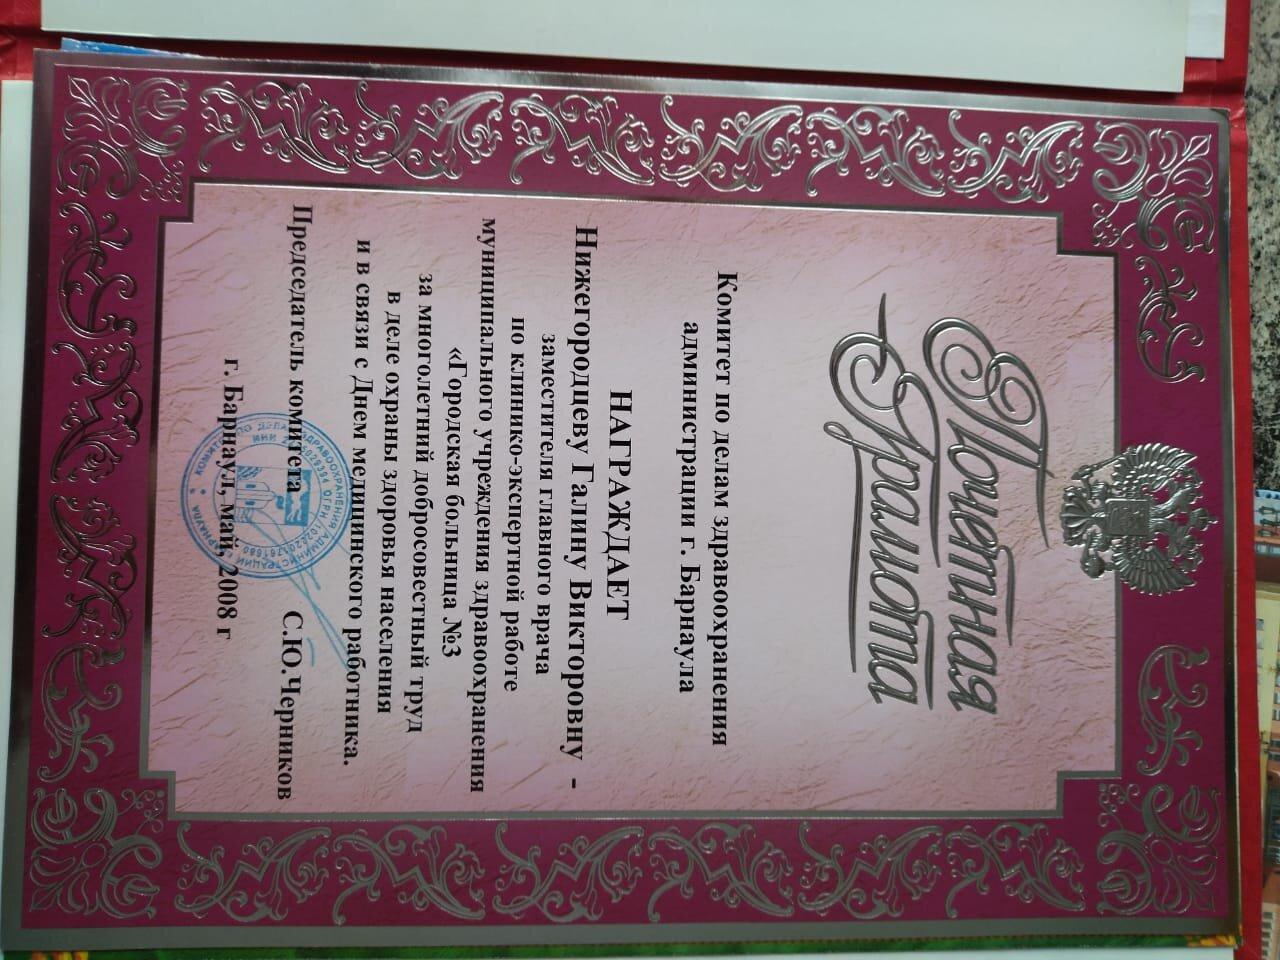 Почетная
Грамота
Комитет по делам здравоохранения
администрации г. Барнаула
НАГРАЖДАЕТ
Нижегородцеву Галину Викторовну -
заместителя главного врача
по клинико-экспертной работе
муниципального учреждения здравоохранения
«Городская больница №3
за многолетний добросовестный труд
в деле охраны здоровья населения
и в связи с Днем медицинского работника.
Председатель комитета С.Ю.Черников
г. Барнаул, май, 2008 г